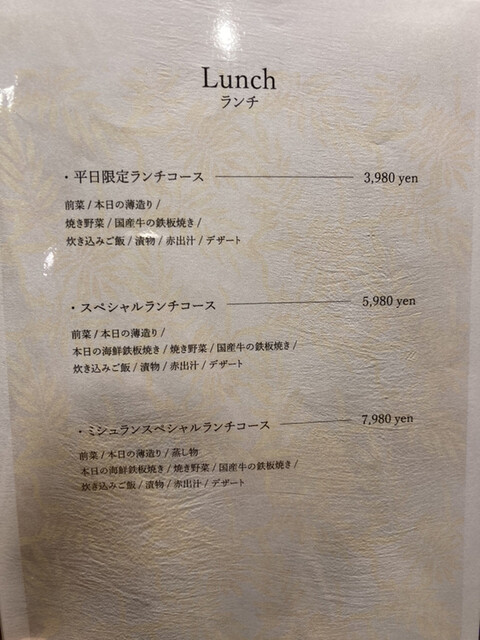 Lunch
ランチ
・平日限定ランチコース 3,980 yen
前菜 / 本日の薄造り /
焼き野菜 / 国産牛の鉄板焼き /
炊き込みご飯 / 漬物 / 赤出汁 / デザート
・スペシャルランチコース 5,980 yen
前菜 / 本日の薄造り /
本日の海鮮鉄板焼き / 焼き野菜 / 国産牛の鉄板焼き /
炊き込みご飯 / 漬物 / 赤出汁 / デザート
・ミシュランスペシャルランチコース 7,980 yen
前菜 / 本日の薄造り / 蒸し物
本日の海鮮鉄板焼き / 焼き野菜 / 国産牛の鉄板焼き /
炊き込みご飯 / 漬物 / 赤出汁 / デザート